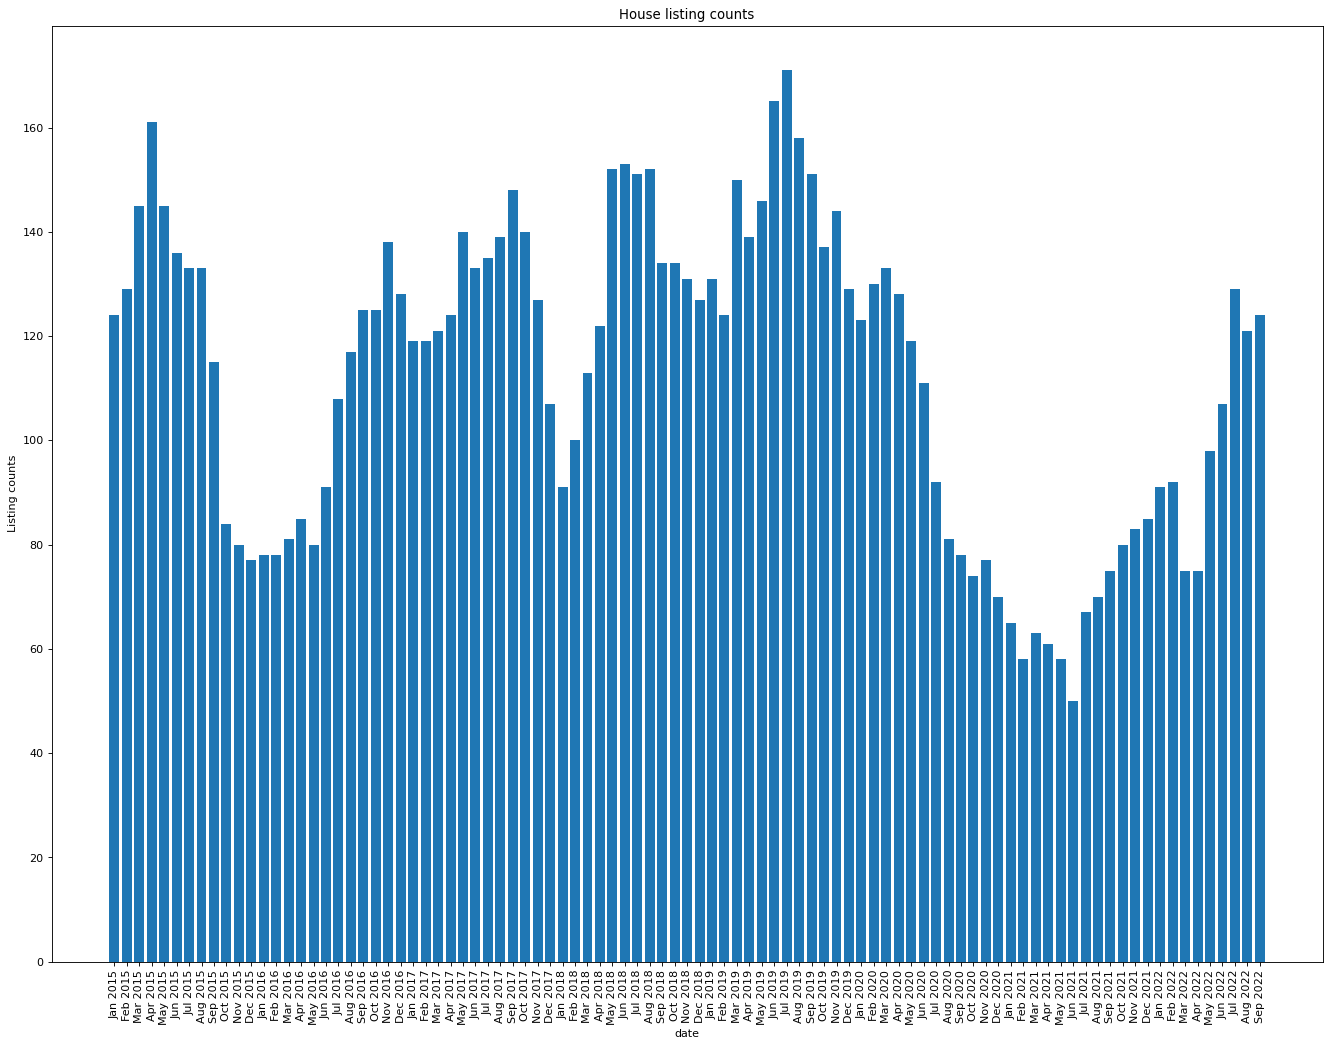 House listing counts
Listing counts
160
140
120
100
80
60
40
20
0
Jan 2015
Feb 2015
Mar 2015
Apr 2015
May 2015
Jun 2015
Jul 2015
Aug 2015
Sep 2015
Oct 2015
Nov 2015
Dec 2015
Jan 2016
Feb 2016
Mar 2016
Apr 2016
May 2016
Jun 2016
Jul 2016
Aug 2016
Sep 2016
Oct 2016
Nov 2016
Dec 2016
Jan 2017
Feb 2017
Mar 2017
Apr 2017
May 2017
Jun 2017
Jul 2017
Aug 2017
Sep 2017
Oct 2017
Nov 2017
Dec 2017
Jan 2018
Feb 2018
Mar 2018
Apr 2018
May 2018
Jun 2018
Jul 2018
Aug 2018
Sep 2018
Oct 2018
Nov 2018
Dec 2018
Jan 2019
Feb 2019
Mar 2019
Apr 2019
May 2019
Jun 2019
Jul 2019
Aug 2019
Sep 2019
Oct 2019
Nov 2019
Dec 2019
Jan 2020
Feb 2020
Mar 2020
Apr 2020
May 2020
Jun 2020
Jul 2020
Aug 2020
Sep 2020
Oct 2020
Nov 2020
Dec 2020
Jan 2021
Feb 2021
Mar 2021
Apr 2021
May 2021
Jun 2021
Jul 2021
Aug 2021
Sep 2021
Oct 2021
Nov 2021
Dec 2021
Jan 2022
Feb 2022
Mar 2022
Apr 2022
May 2022
Jun 2022
Jul 2022
Aug 2022
Sep 2022
date